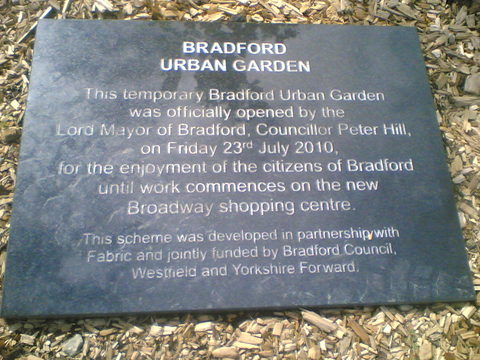 BRADFORD
URBAN GARDEN
This temporary Bradford Urban Garden
was officially opened by the
Lord Mayor of Bradford, Councillor Peter Hill,
on Friday 23rd July 2010,
for the enjoyment of the citizens of Bradford
until work commences on the new
Broadway shopping centre.
This scheme was developed in partnership with
Fabric and jointly funded by Bradford Council,
Westfield and Yorkshire Forward.